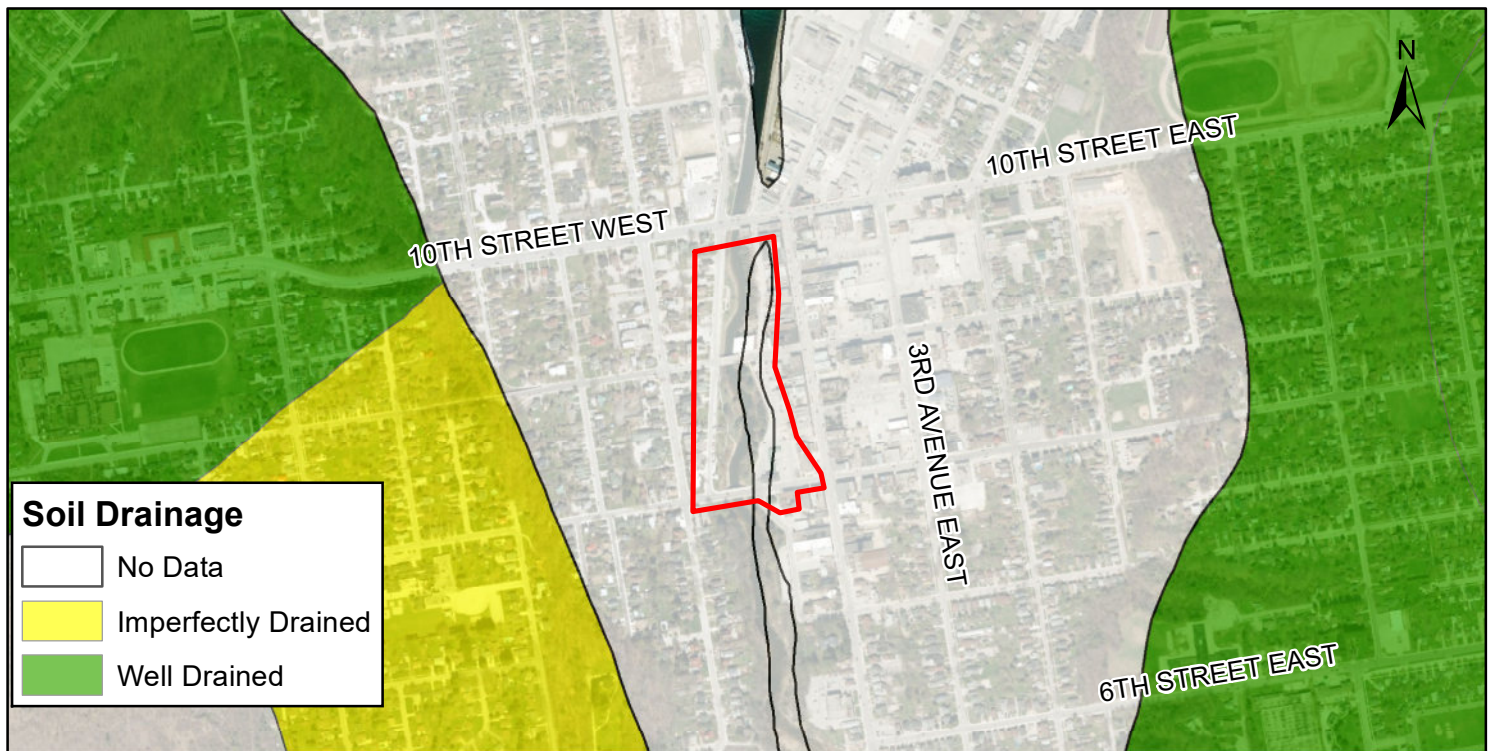 N
10TH STREET EAST
10TH STREET WEST
3RD AVENUE EAST
6TH STREET EAST
Soil Drainage
No Data
Imperfectly Drained
Well Drained